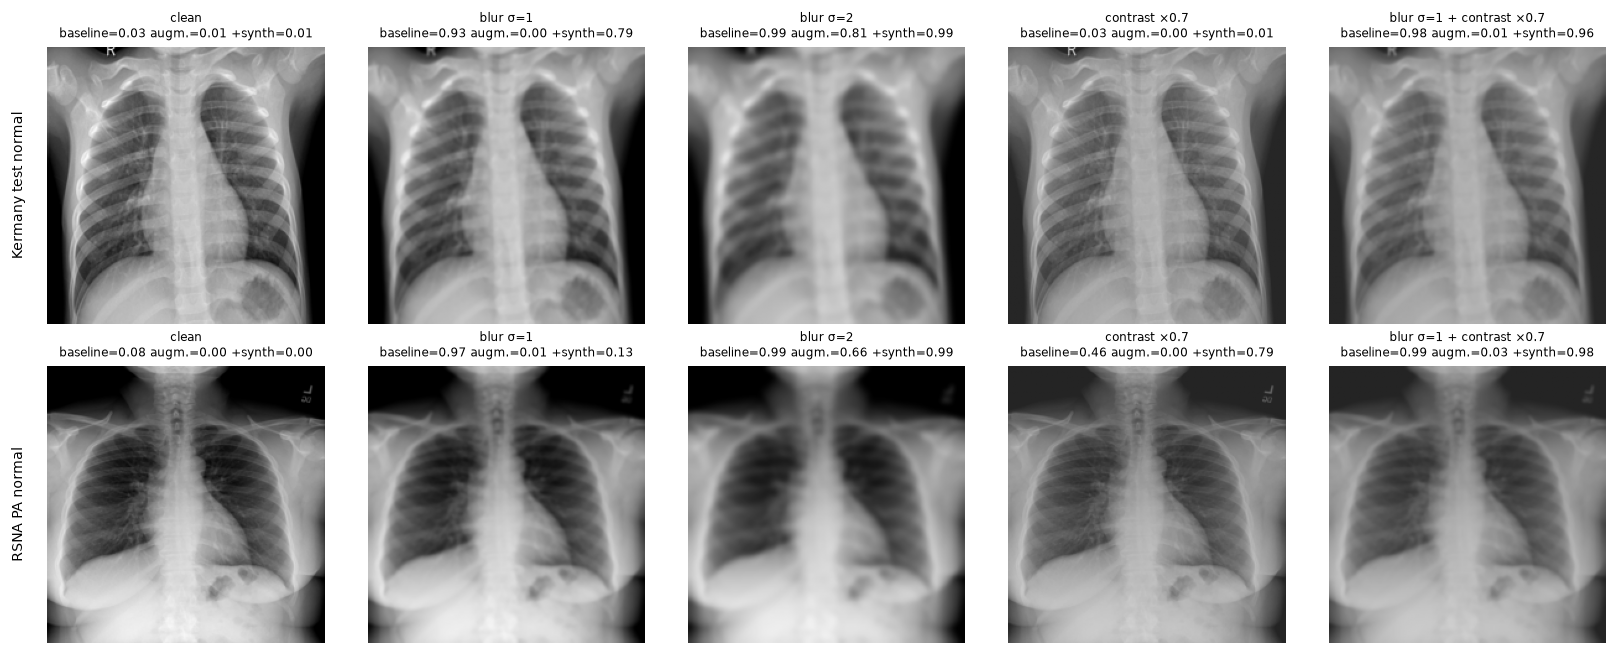 clean
baseline=0.03 augm.=0.01 +synth=0.01
blur σ=1
baseline=0.93 augm.=0.00 +synth=0.79
blur σ=2
baseline=0.99 augm.=0.81 +synth=0.99
contrast ×0.7
baseline=0.03 augm.=0.00 +synth=0.01
blur σ=1 + contrast ×0.7
baseline=0.98 augm.=0.01 +synth=0.96
Kermany test normal
R
R
clean
baseline=0.08 augm.=0.00 +synth=0.00
blur σ=1
baseline=0.97 augm.=0.01 +synth=0.13
blur σ=2
baseline=0.99 augm.=0.66 +synth=0.99
contrast ×0.7
baseline=0.46 augm.=0.00 +synth=0.79
blur σ=1 + contrast ×0.7
baseline=0.99 augm.=0.03 +synth=0.98
RSNA PA normal